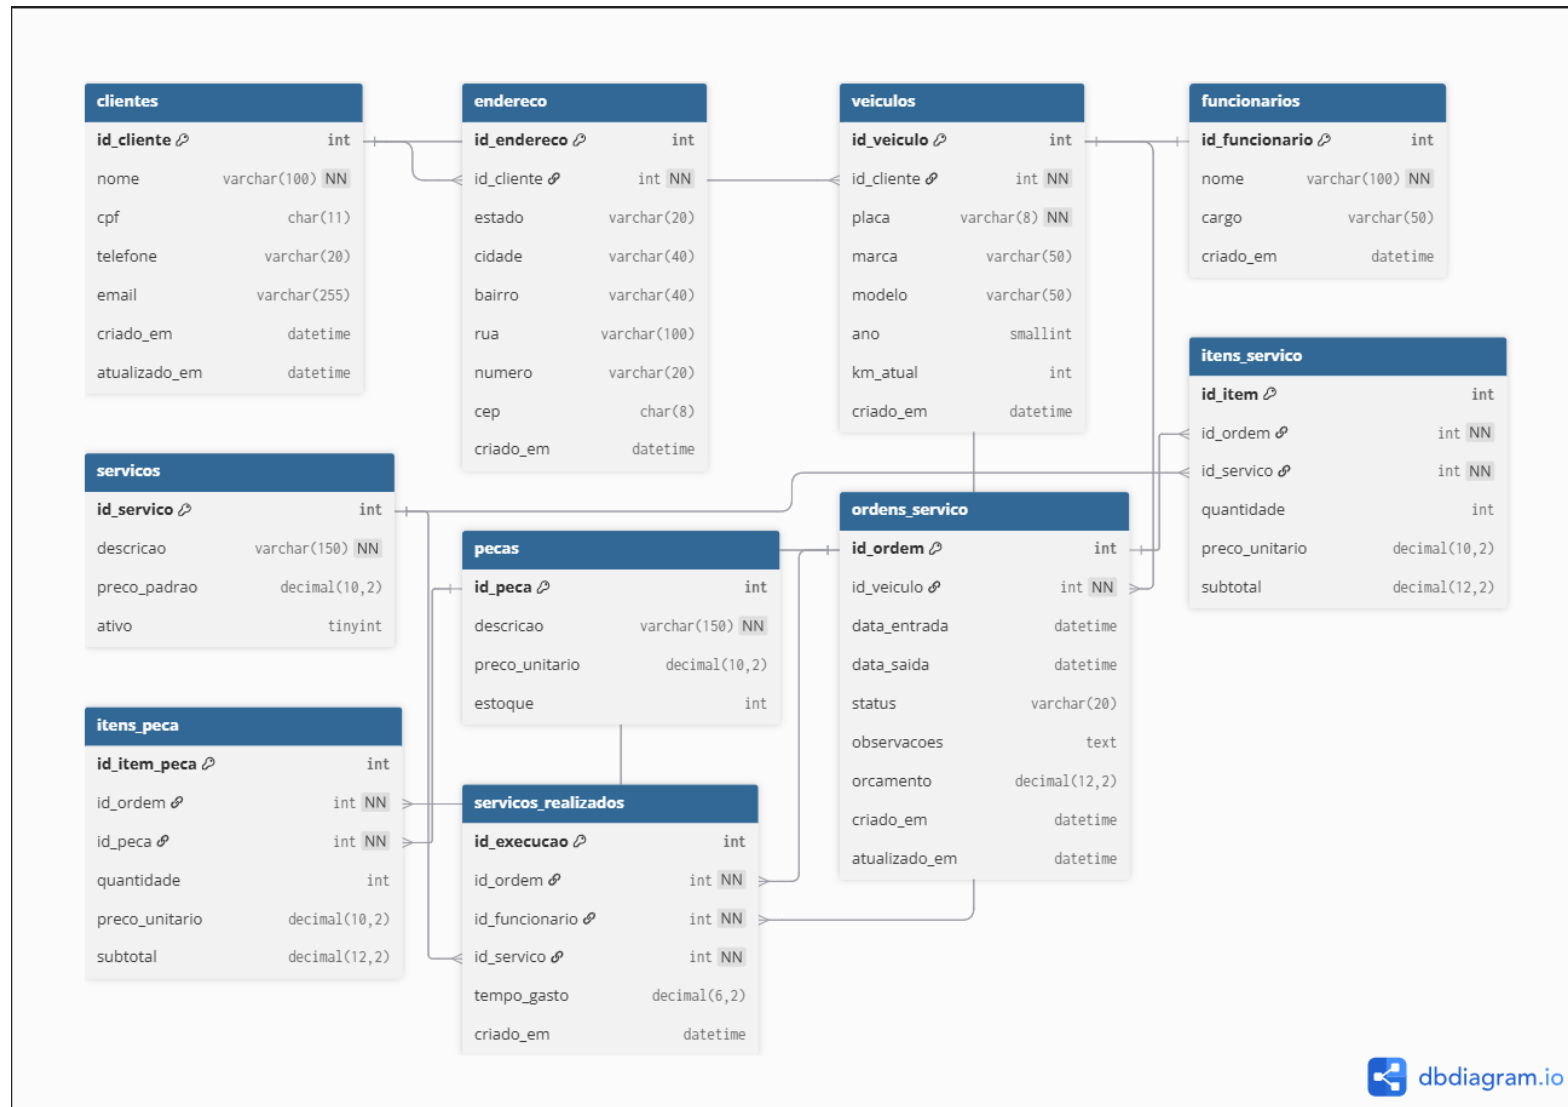 clientes
id_cliente int
nome varchar(100) NN
cpf char(11)
telefone varchar(20)
email varchar(255)
criado_em datetime
atualizado_em datetime
endereco
id_endereco int
id_cliente int NN
estado varchar(20)
cidade varchar(40)
bairro varchar(40)
rua varchar(100)
numero varchar(20)
cep char(8)
criado_em datetime
veiculos
id_veiculo int
id_cliente int NN
placa varchar(8) NN
marca varchar(50)
modelo varchar(50)
ano smallint
km_atual int
criado_em datetime
funcionarios
id_funcionario int
nome varchar(100) NN
cargo varchar(50)
criado_em datetime
itens_servico
id_item int
id_ordem int NN
id_servico int NN
quantidade int
preco_unitario decimal(10,2)
subtotal decimal(12,2)
servicos
id_servico int
descricao varchar(150) NN
preco_padrao decimal(10,2)
ativo tinyint
pecas
id_peca int
descricao varchar(150) NN
preco_unitario decimal(10,2)
estoque int
ordens_servico
id_ordem int
id_veiculo int NN
data_entrada datetime
data_saida datetime
status varchar(20)
observacoes text
orcamento decimal(12,2)
criado_em datetime
atualizado_em datetime
itens_peca
id_item_peca int
id_ordem int NN
id_peca int NN
quantidade int
preco_unitario decimal(10,2)
subtotal decimal(12,2)
servicos_realizados
id_execucao int
id_ordem int NN
id_funcionario int NN
id_servico int NN
tempo_gasto decimal(6,2)
criado_em datetime
dbdiagram.io